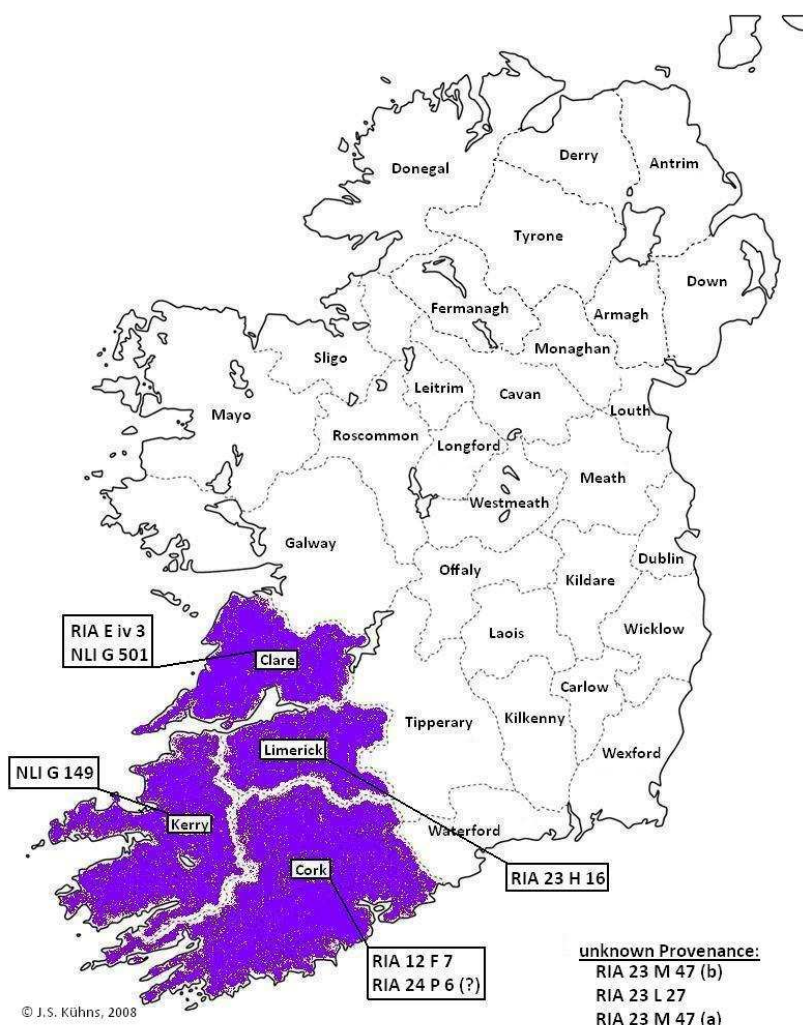 Donegal
Derry
Antrim
Tyrone
Down
Fermanagh
Armagh
Monaghan
Sligo
Leitrim
Cavan
Mayo
Louth
Roscommon
Longford
Meath
Westmeath
Galway
Dublin
Offaly
Kildare
RIA E iv 3
NLI G 501
Clare
Laois
Wicklow
Carlow
Tipperary
Kilkenny
Limerick
Wexford
NLI G 149
Kerry
Waterford
Cork
RIA 23 H 16
RIA 12 F 7
RIA 24 P 6 (?)
unknown Provenance:
RIA 23 M 47 (b)
RIA 23 L 27
RIA 23 M 47 (a)
© J.S. Kühns, 2008